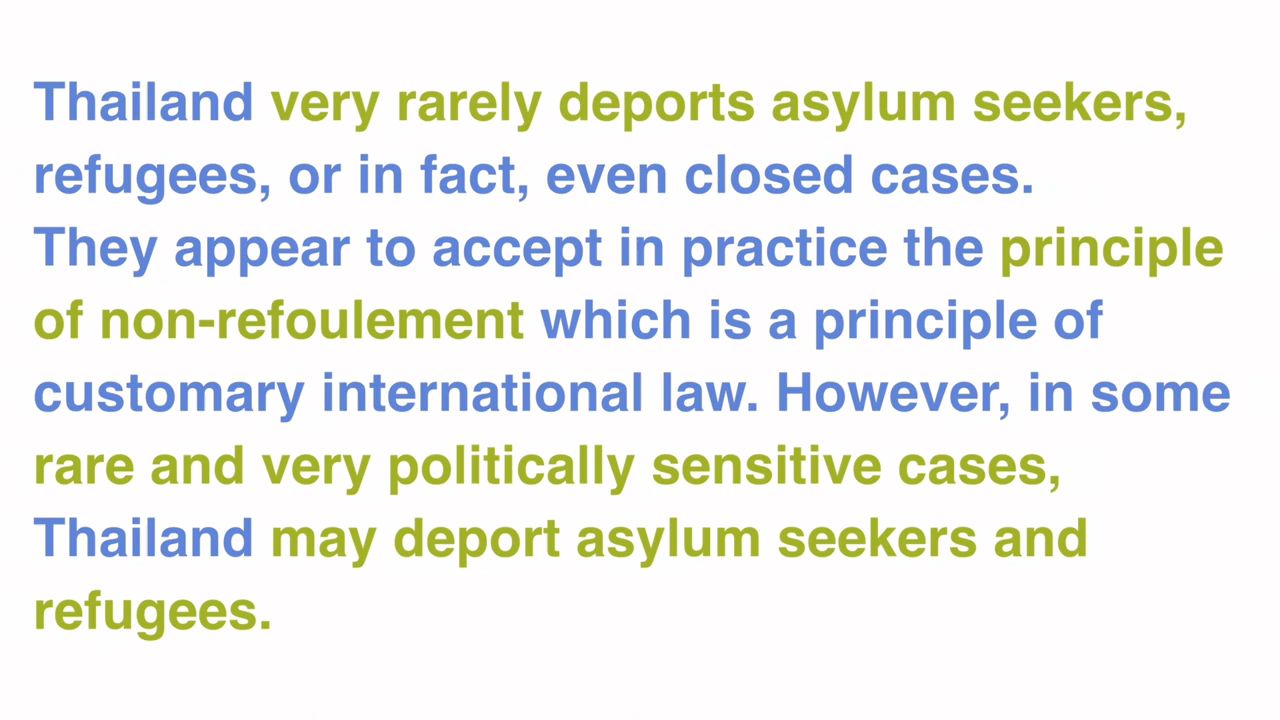 Thailand very rarely deports asylum seekers,
refugees, or in fact, even closed cases.
They appear to accept in practice the principle
of non-refoulement which is a principle of
customary international law. However, in some
rare and very politically sensitive cases,
Thailand may deport asylum seekers and
refugees.